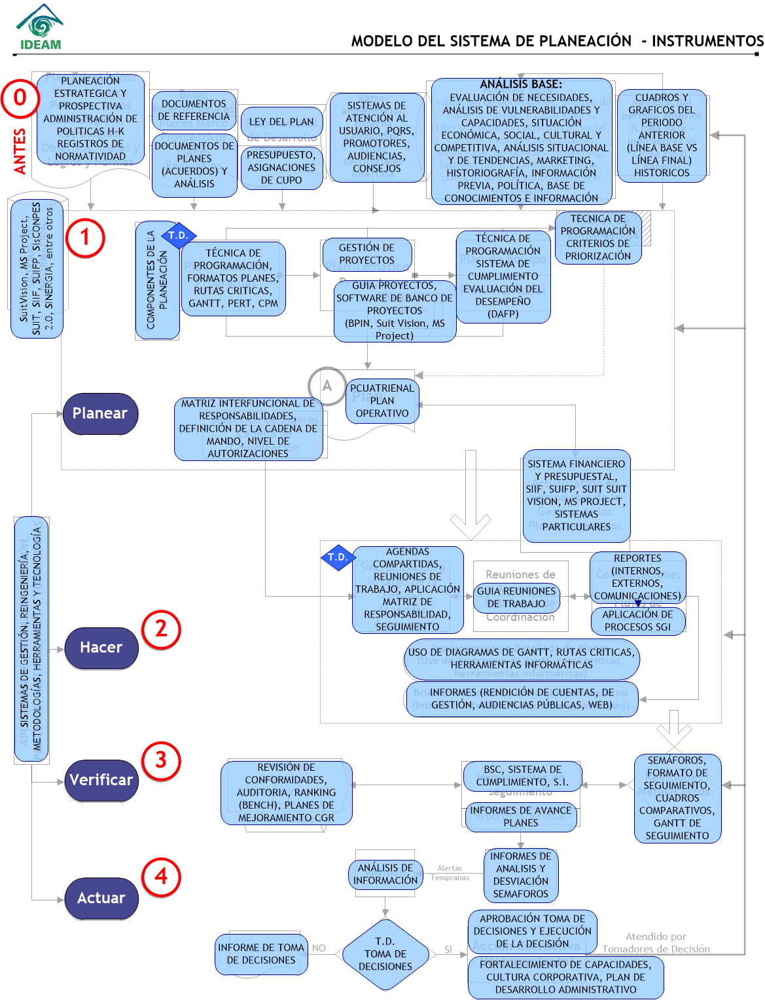 IDEAM
MODELO DEL SISTEMA DE PLANEACIÓN - INSTRUMENTOS
0
ANTES
PLANEACIÓN
ESTRATEGICA Y
PROSPECTIVA
ADMINISTRACIÓN DE
POLITICAS H-K
REGISTROS DE
NORMATIVIDAD
DOCUMENTOS
DE REFERENCIA
DOCUMENTOS DE
PLANES
(ACUERDOS) Y
ANÁLISIS
LEY DEL PLAN
PRESUPUESTO,
ASIGNACIONES
DE CUPO
SISTEMAS DE
ATENCIÓN AL
USUARIO, PQRS,
PROMOTORES,
AUDIENCIAS,
CONSEJOS
ANÁLISIS BASE:
EVALUACIÓN DE NECESIDADES,
ANÁLISIS DE VULNERABILIDADES Y
CAPACIDADES, SITUACIÓN
ECONÓMICA, SOCIAL, CULTURAL Y
COMPETITIVA, ANÁLISIS SITUACIONAL
Y DE TENDENCIAS, MARKETING,
HISTORIOGRAFÍA, INFORMACIÓN
PREVIA, POLÍTICA, BASE DE
CONOCIMIENTOS E INFORMACIÓN
CUADROS Y
GRAFICOS DEL
PERIODO
ANTERIOR
(LÍNEA BASE VS
LÍNEA FINAL)
HISTORICOS
SuitVision, MS Project,
SUIT, SIIF, SUIFP, SisCONPES
2.0, SINERGIA, entre otros
1
COMPONENTES DE LA
PLANEACIÓN
T.D.
TÉCNICA DE
PROGRAMACIÓN,
FORMATOS PLANES,
RUTAS CRITICAS,
GANTT, PERT, CPM
GESTIÓN DE
PROYECTOS
GUIA PROYECTOS,
SOFTWARE DE BANCO DE
PROYECTOS
(BPIN, Suit Vision, MS
Project)
TÉCNICA DE
PROGRAMACIÓN
SISTEMA DE
CUMPLIMIENTO
EVALUACIÓN DEL
DESEMPEÑO
(DAFP)
TECNICA DE
PROGRAMACIÓN
CRITERIOS DE
PRIORIZACIÓN
A
PCUATRIENAL
PLAN
OPERATIVO
Planear
MATRIZ INTERFUNCIONAL DE
RESPONSABILIDADES,
DEFINICIÓN DE LA CADENA DE
MANDO, NIVEL DE
AUTORIZACIONES
SISTEMA FINANCIERO
Y PRESUPUESTAL,
SIIF, SUIFP, SUIT SUIT
VISION, MS PROJECT,
SISTEMAS
PARTICULARES
SISTEMAS DE GESTIÓN, REINGENIERÍA,
METODOLOGÍAS, HERRAMIENTAS Y TECNOLOGÍA
T.D.
AGENDAS
COMPARTIDAS,
REUNIONES DE
TRABAJO, APLICACIÓN
MATRIZ DE
RESPONSABILIDAD,
SEGUIMIENTO
Reuniones de
GUIA REUNIONES
DE TRABAJO
Coordinación
REPORTES
(INTERNOS,
EXTERNOS,
COMUNICACIONES)
APLICACIÓN DE
PROCESOS SGI
2
Hacer
USO DE DIAGRAMAS DE GANTT, RUTAS CRITICAS,
HERRAMIENTAS INFORMÁTICAS
INFORMES (RENDICIÓN DE CUENTAS, DE
GESTIÓN, AUDIENCIAS PÚBLICAS, WEB)
3
Verificar
REVISIÓN DE
CONFORMIDADES,
AUDITORIA, RANKING
(BENCH), PLANES DE
MEJORAMIENTO CGR
BSC, SISTEMA DE
CUMPLIMIENTO, S.I.
seguimiento
INFORMES DE AVANCE
PLANES
SEMÁFOROS,
FORMATO DE
SEGUIMIENTO,
CUADROS
COMPARATIVOS,
GANTT DE
SEGUIMIENTO
4
Actuar
ANÁLISIS DE
INFORMACIÓN
Alertas
Tempranas
INFORMES DE
ANALISIS Y
DESVIACIÓN
SEMAFOROS
INFORME DE TOMA
DE DECISIONES
NO
T.D.
TOMA DE
DECISIONES
SI
APROBACIÓN TOMA DE
DECISIONES Y EJECUCIÓN
DE LA DECISIÓN
FORTALECIMIENTO DE CAPACIDADES,
CULTURA CORPORATIVA, PLAN DE
DESARROLLO ADMINISTRATIVO
Atendido por
Tomadores de Decisión